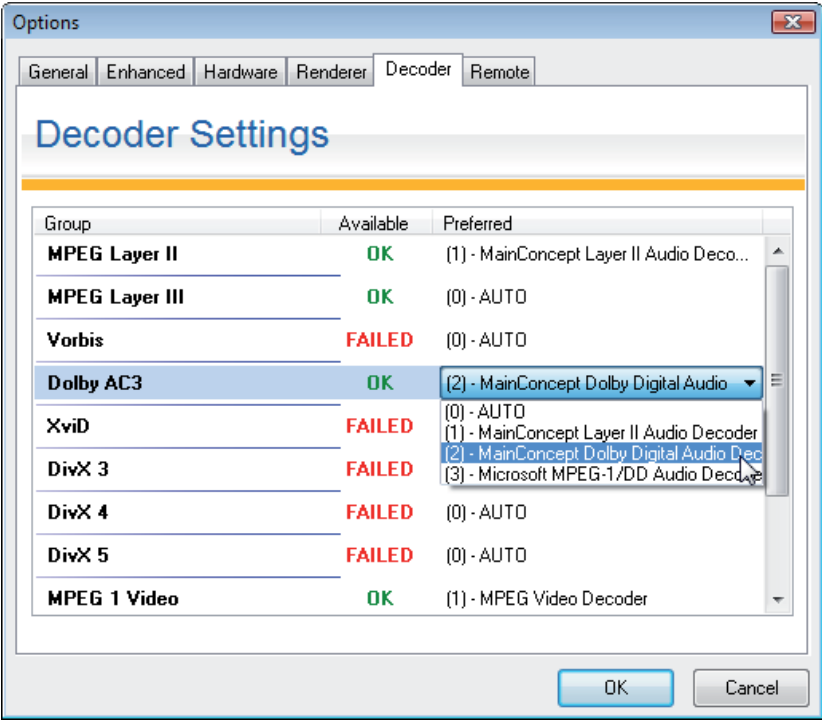 Options
General Enhanced Hardware Renderer Decoder Remote
Decoder Settings
Group Available Preferred
MPEG Layer II OK (1) - MainConcept Layer II Audio Deco...
MPEG Layer III OK (0) - AUTO
Vorbis FAILED (0) - AUTO
Dolby AC3 OK (2) - MainConcept Dolby Digital Audio
(0) - AUTO
XviD FAILED (1) - MainConcept Layer II Audio Decoder
(2) - MainConcept Dolby Digital Audio Dec
DivX 3 FAILED (3) - Microsoft MPEG-1/DD Audio Decode
DivX 4 FAILED (0) - AUTO
DivX 5 FAILED (0) - AUTO
MPEG 1 Video OK (1) - MPEG Video Decoder
OK Cancel